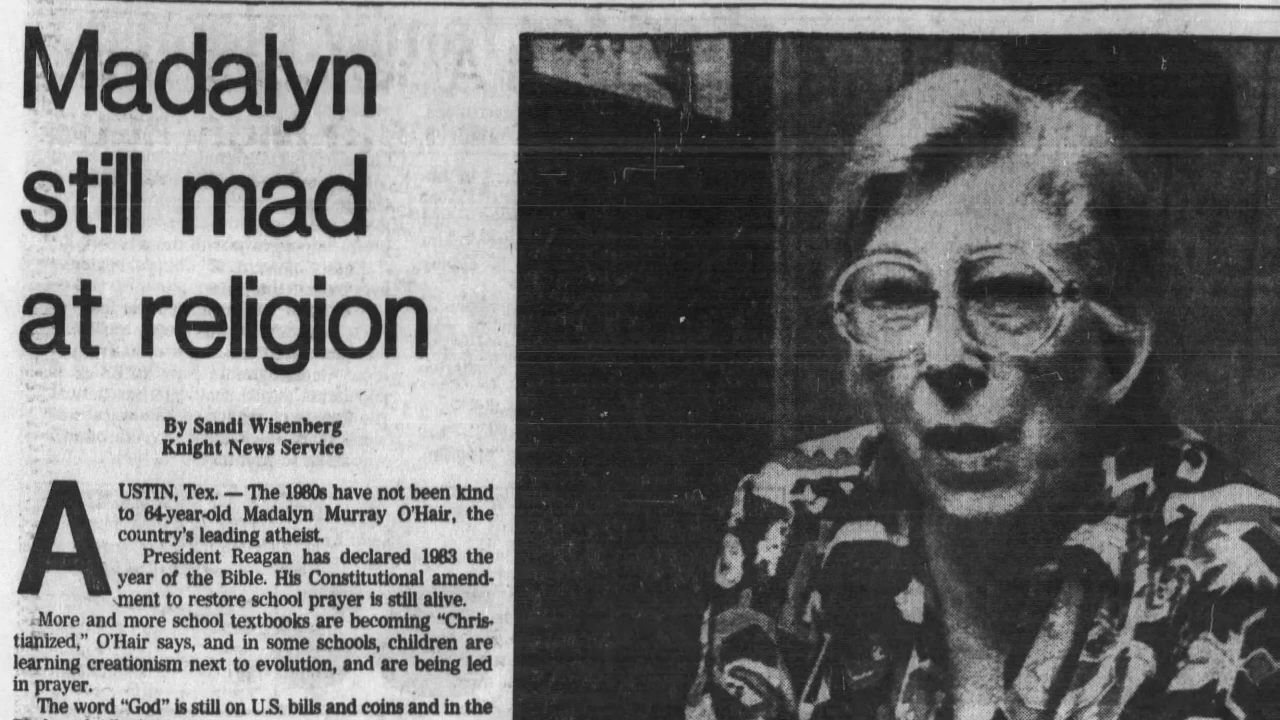 Madalyn
still mad
at religion
By Sandi Wisenberg
Knight News Service
AUSTIN, Tex. — The 1980s have not been kind
to 64-year-old Madalyn Murray O'Hair, the
country's leading atheist.
President Reagan has declared 1983 the
year of the Bible. His Constitutional amend-
ment to restore school prayer is still alive.
More and more school textbooks are becoming "Chris-
tianized," O'Hair says, and in some schools, children are
learning creationism next to evolution, and are being led
in prayer.
The word "God" is still on U.S. bills and coins and in the